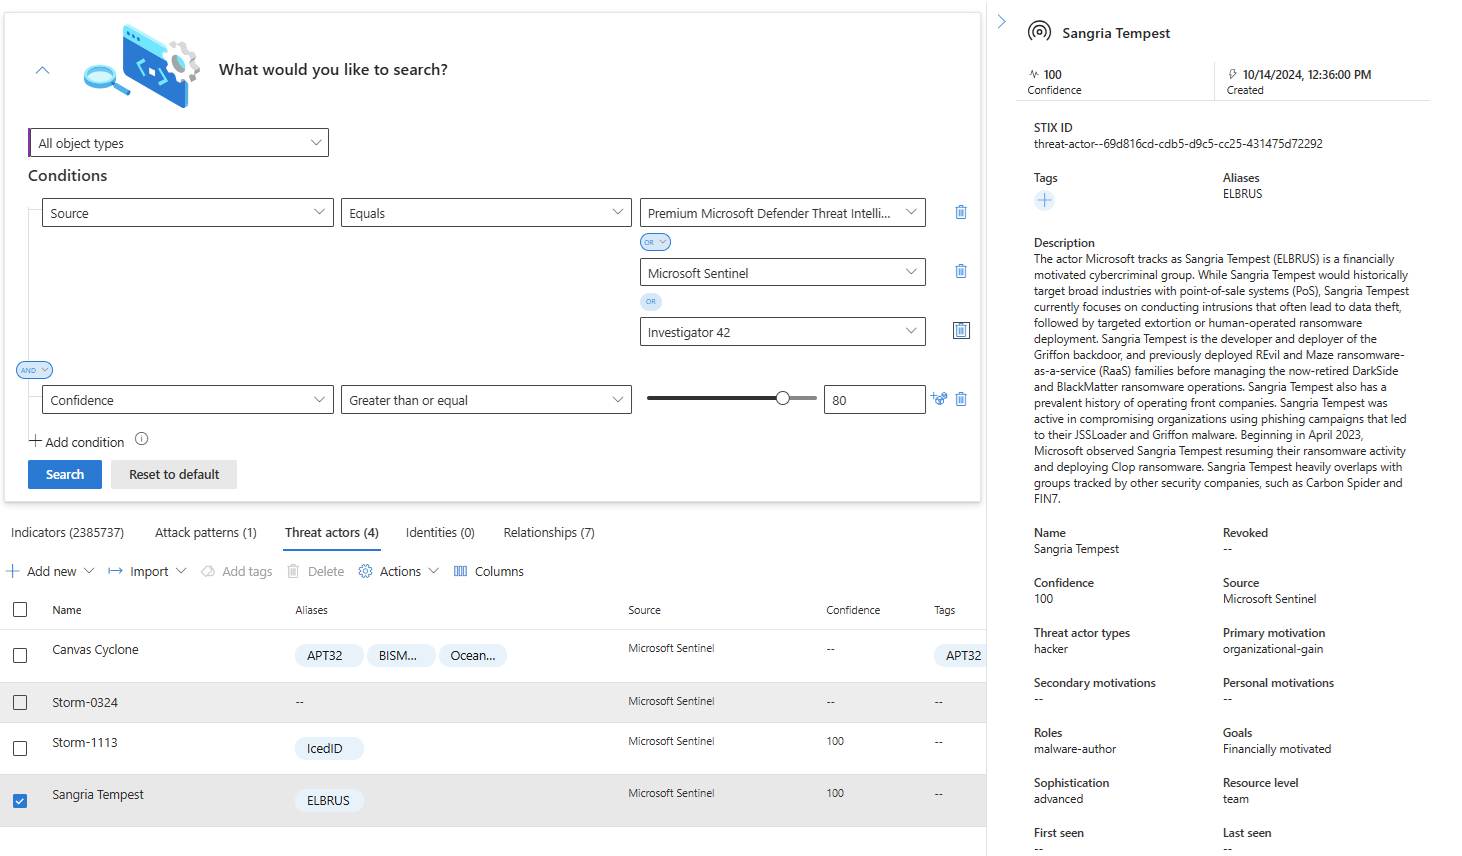 What would you like to search?
All object types
Conditions
Source
Equals
Premium Microsoft Defender Threat Intelli...
OR
Microsoft Sentinel
OR
Investigator 42
AND
Confidence
Greater than or equal
80
Add condition
Search
Reset to default
Indicators (2385737)
Attack patterns (1)
Threat actors (4)
Identities (0)
Relationships (7)
Add new
Import
Add tags
Delete
Actions
Columns
Name Aliases Source Confidence Tags
Canvas Cyclone APT32 BISM... Ocean... Microsoft Sentinel -- APT32
Storm-0324 -- Microsoft Sentinel -- --
Storm-1113 IcedID Microsoft Sentinel 100 --
Sangria Tempest ELBRUS Microsoft Sentinel 100 --
Sangria Tempest
100
Confidence
10/14/2024, 12:36:00 PM
Created
STIX ID
threat-actor--69d816cd-cdb5-d9c5-cc25-431475d72292
Tags
Aliases
ELBRUS
Description
The actor Microsoft tracks as Sangria Tempest (ELBRUS) is a financially
motivated cybercriminal group. While Sangria Tempest would historically
target broad industries with point-of-sale systems (PoS), Sangria Tempest
currently focuses on conducting intrusions that often lead to data theft,
followed by targeted extortion or human-operated ransomware
deployment. Sangria Tempest is the developer and deployer of the
Griffon backdoor, and previously deployed REvil and Maze ransomware-
as-a-service (RaaS) families before managing the now-retired DarkSide
and BlackMatter ransomware operations. Sangria Tempest also has a
prevalent history of operating front companies. Sangria Tempest was
active in compromising organizations using phishing campaigns that led
to their JSSLoader and Griffon malware. Beginning in April 2023,
Microsoft observed Sangria Tempest resuming their ransomware activity
and deploying Clop ransomware. Sangria Tempest heavily overlaps with
groups tracked by other security companies, such as Carbon Spider and
FIN7.
Name
Sangria Tempest
Revoked
--
Confidence
100
Source
Microsoft Sentinel
Threat actor types
hacker
Primary motivation
organizational-gain
Secondary motivations
--
Personal motivations
--
Roles
malware-author
Goals
Financially motivated
Sophistication
advanced
Resource level
team
First seen
--
Last seen
--